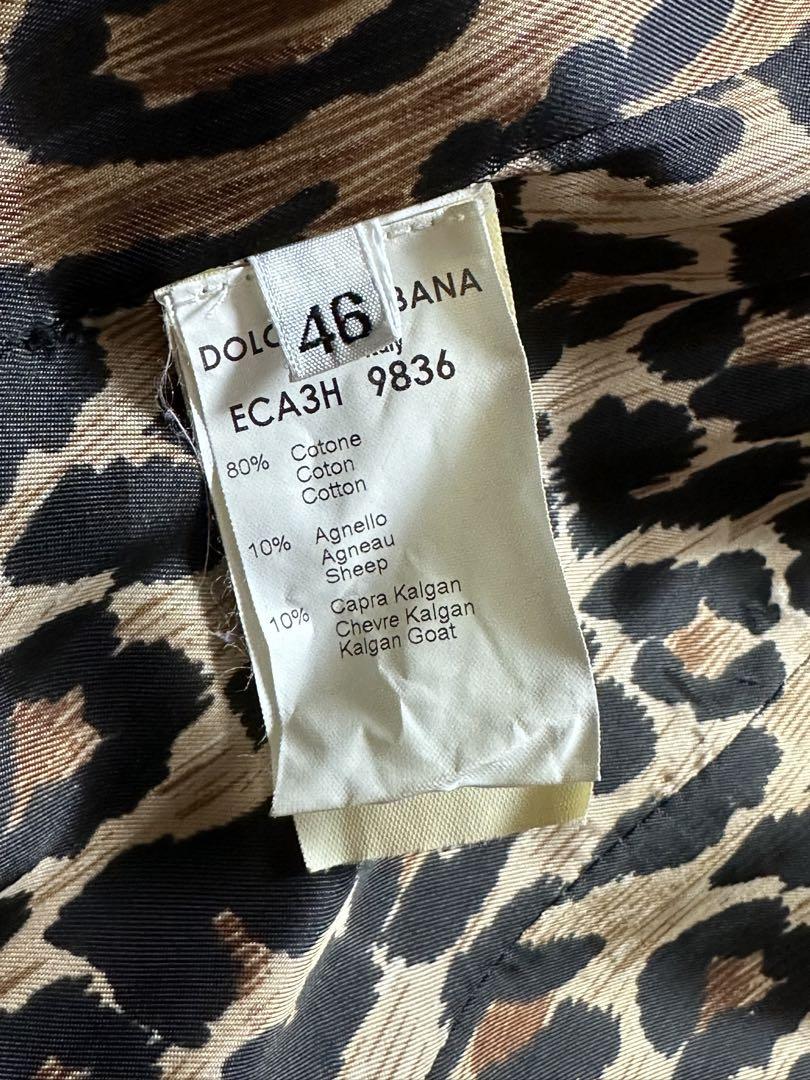 46
DOLC BANA
Italy
ECA3H 9836
80% Cotone
Coton
Cotton
10% Agnello
Agneau
Sheep
10% Capra Kalgan
Chevre Kalgan
Kalgan Goat